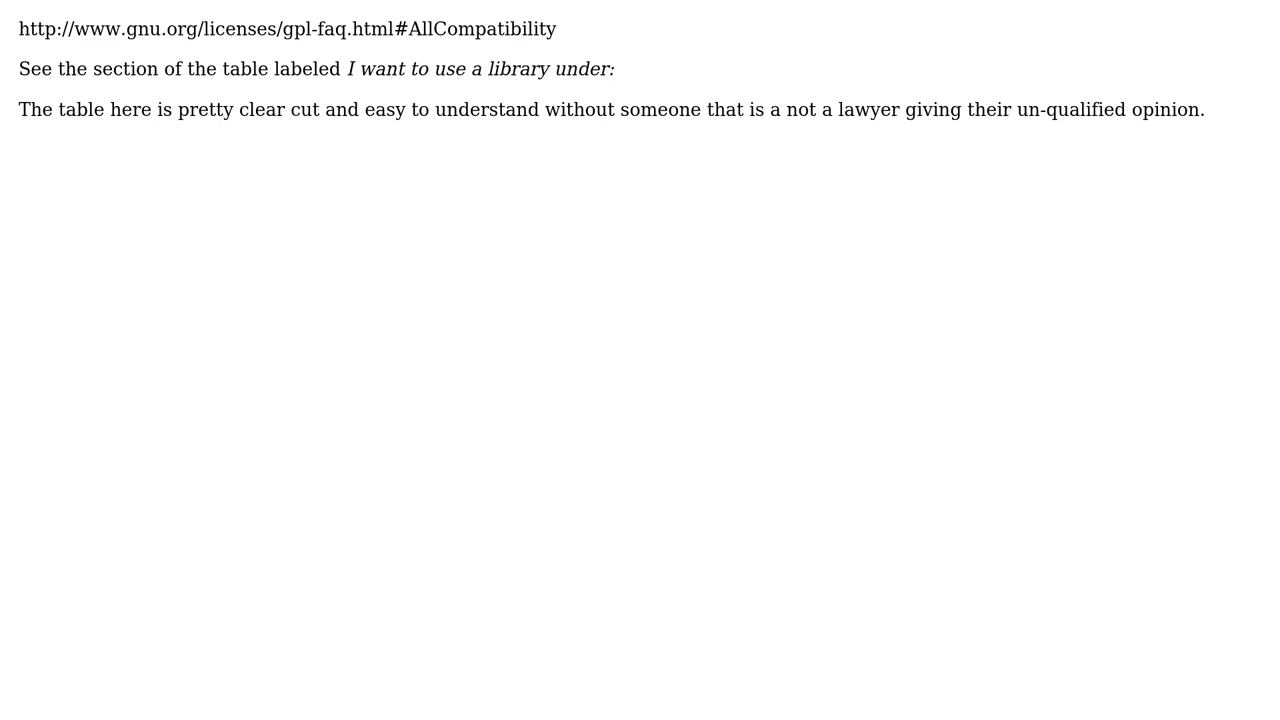 http://www.gnu.org/licenses/gpl-faq.html#AllCompatibility
See the section of the table labeled I want to use a library under:
The table here is pretty clear cut and easy to understand without someone that is a not a lawyer giving their un-qualified opinion.